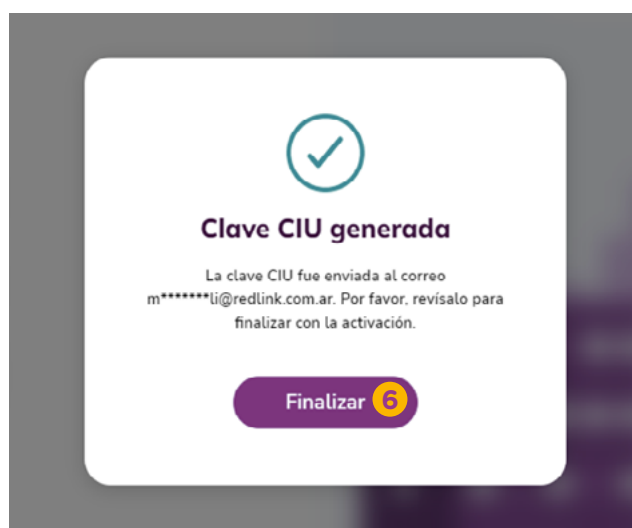 Clave CIU generada
La clave CIU fue enviada al correo
m*******li@redlink.com.ar. Por favor, revísalo para
finalizar con la activación.
Finalizar 6